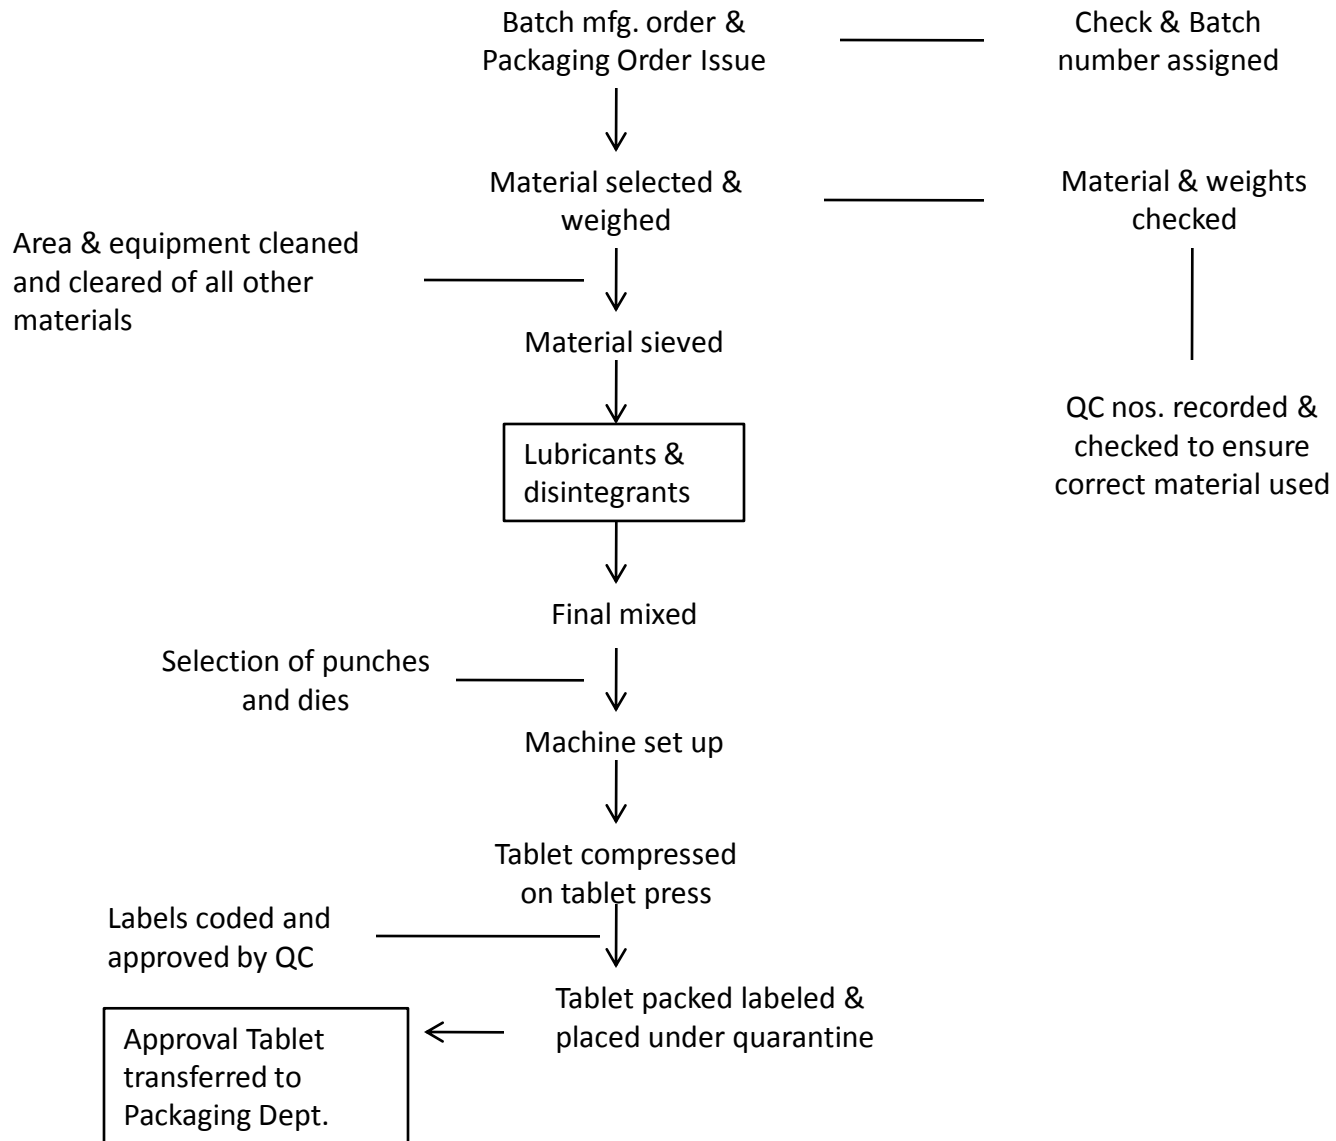 Batch mfg. order &
Packaging Order Issue
Check & Batch
number assigned
Material selected &
weighed
Material & weights
checked
Area & equipment cleaned
and cleared of all other
materials
Material sieved
QC nos. recorded &
checked to ensure
correct material used
Lubricants &
disintegrants
Final mixed
Selection of punches
and dies
Machine set up
Tablet compressed
on tablet press
Labels coded and
approved by QC
Tablet packed labeled &
placed under quarantine
Approval Tablet
transferred to
Packaging Dept.